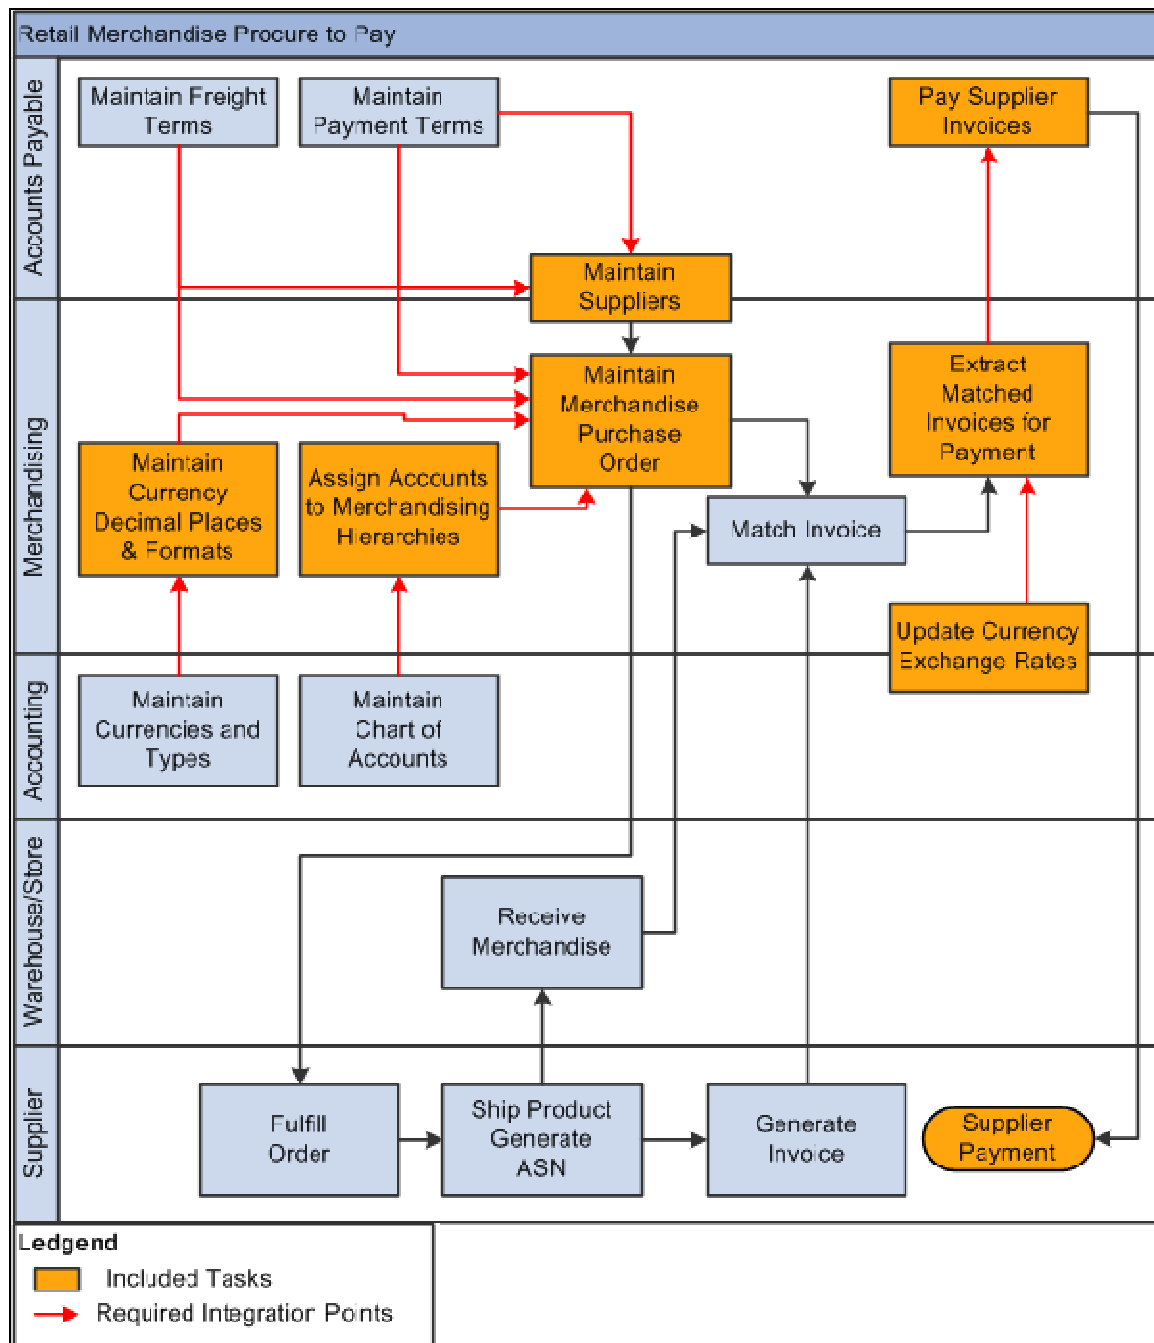 Retail Merchandise Procure to Pay
Accounts Payable
Maintain Freight
Terms
Maintain
Payment Terms
Pay Supplier
Invoices
Maintain
Suppliers
Merchandising
Maintain
Merchandise
Purchase
Order
Extract
Matched
Invoices for
Payment
Maintain
Currency
Decimal Places
& Formats
Assign Accounts
to Merchandising
Hierarchies
Match Invoice
Update Currency
Exchange Rates
Accounting
Maintain
Currencies and
Types
Maintain
Chart of
Accounts
Warehouse/Store
Receive
Merchandise
Supplier
Fulfill
Order
Ship Product
Generate
ASN
Generate
Invoice
Supplier
Payment
Ledgend
Included Tasks
Required Integration Points